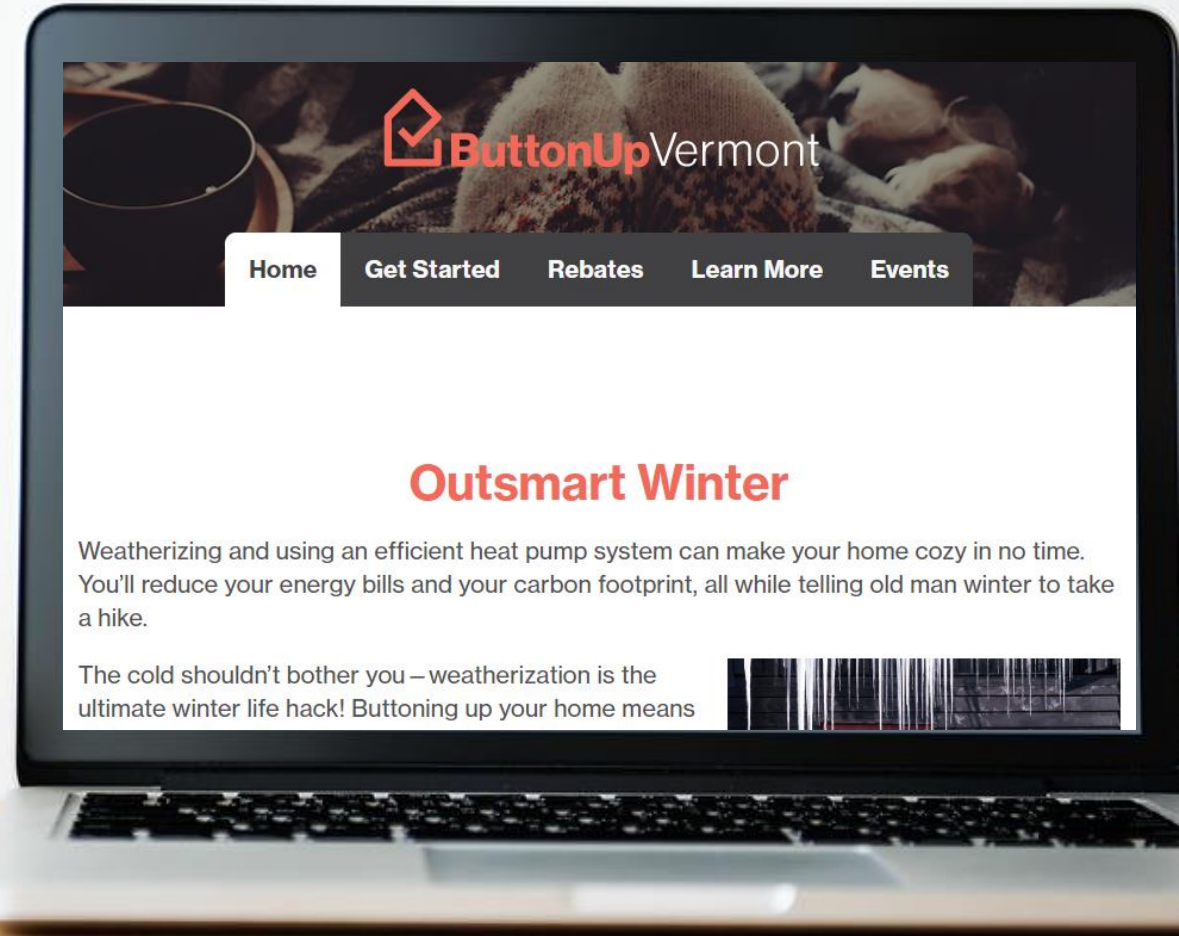 ButtonUpVermont
Home Get Started Rebates Learn More Events
Outsmart Winter
Weatherizing and using an efficient heat pump system can make your home cozy in no time.
You’ll reduce your energy bills and your carbon footprint, all while telling old man winter to take
a hike.
The cold shouldn’t bother you – weatherization is the
ultimate winter life hack! Buttoning up your home means